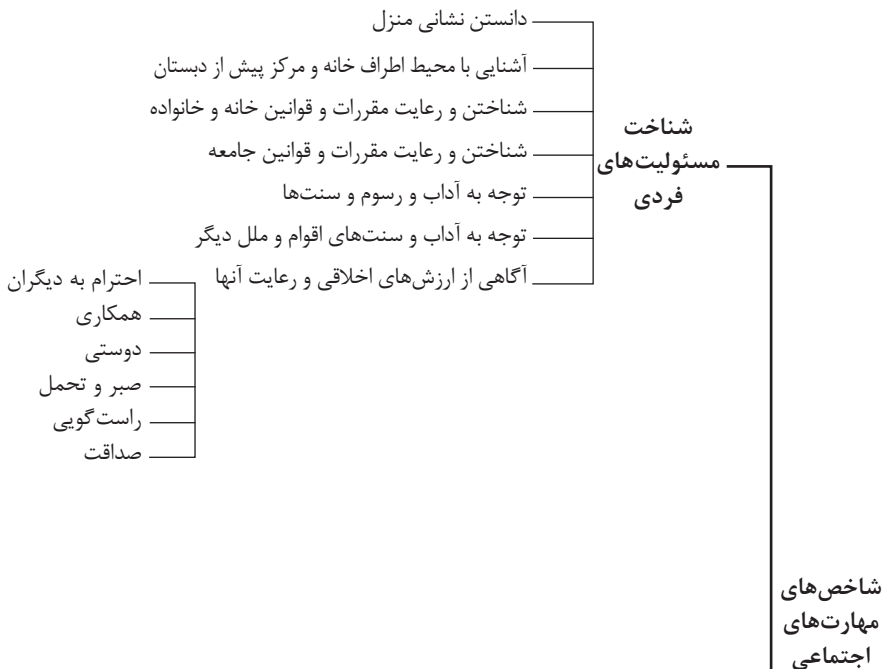 دانستن نشانی منزل
آشنایی با محیط اطراف خانه و مرکز پیش از دبستان
شناختن و رعایت مقررات و قوانین خانه و خانواده
شناخت
مسئولیت‌های
فردی
شناختن و رعایت مقررات و قوانین جامعه
توجه به آداب و رسوم و سنت‌ها
توجه به آداب و سنت‌های اقوام و ملل دیگر
آگاهی از ارزش‌های اخلاقی و رعایت آنها
احترام به دیگران
همکاری
دوستی
صبر و تحمل
راست‌گویی
صداقت
شاخص‌های
مهارت‌های
اجتماعی